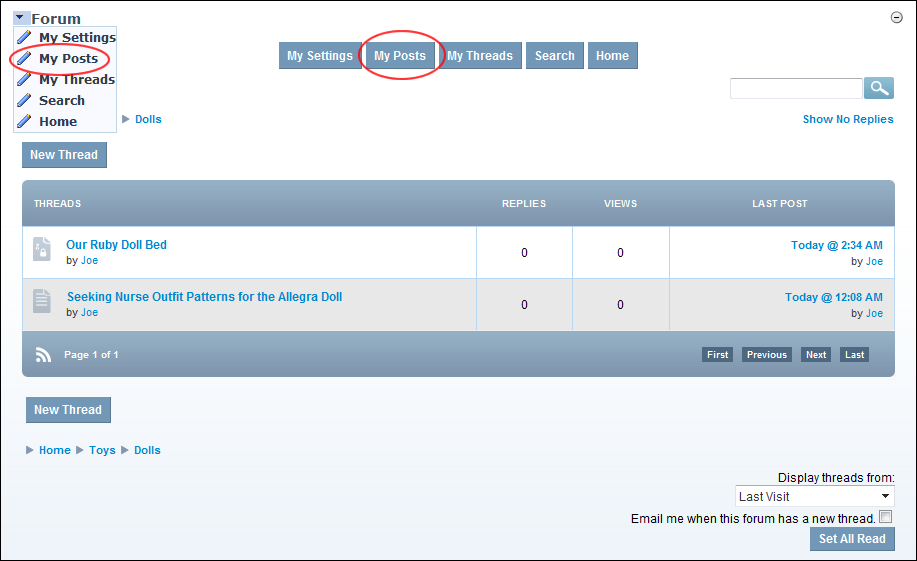 Forum
My Settings
My Posts
My Threads
Search
Home
My Settings My Posts My Threads Search Home
Dolls Show No Replies
New Thread
THREADS REPLIES VIEWS LAST POST
Our Ruby Doll Bed 0 0 Today @ 2:34 AM
by Joe by Joe
Seeking Nurse Outfit Patterns for the Allegra Doll 0 0 Today @ 12:08 AM
by Joe by Joe
Page 1 of 1 First Previous Next Last
New Thread
Home Toys Dolls
Display threads from:
Last Visit
Email me when this forum has a new thread.
Set All Read